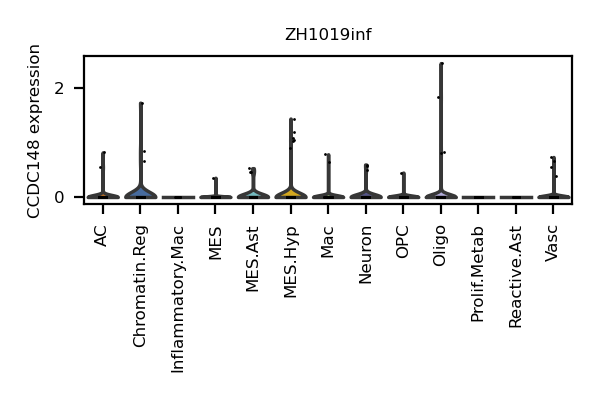 ZH1019inf
CCDC148 expression
2
0
AC
Chromatin.Reg
Inflammatory.Mac
MES
MES.Ast
MES.Hyp
Mac
Neuron
OPC
Oligo
Prolif.Metab
Reactive.Ast
Vasc